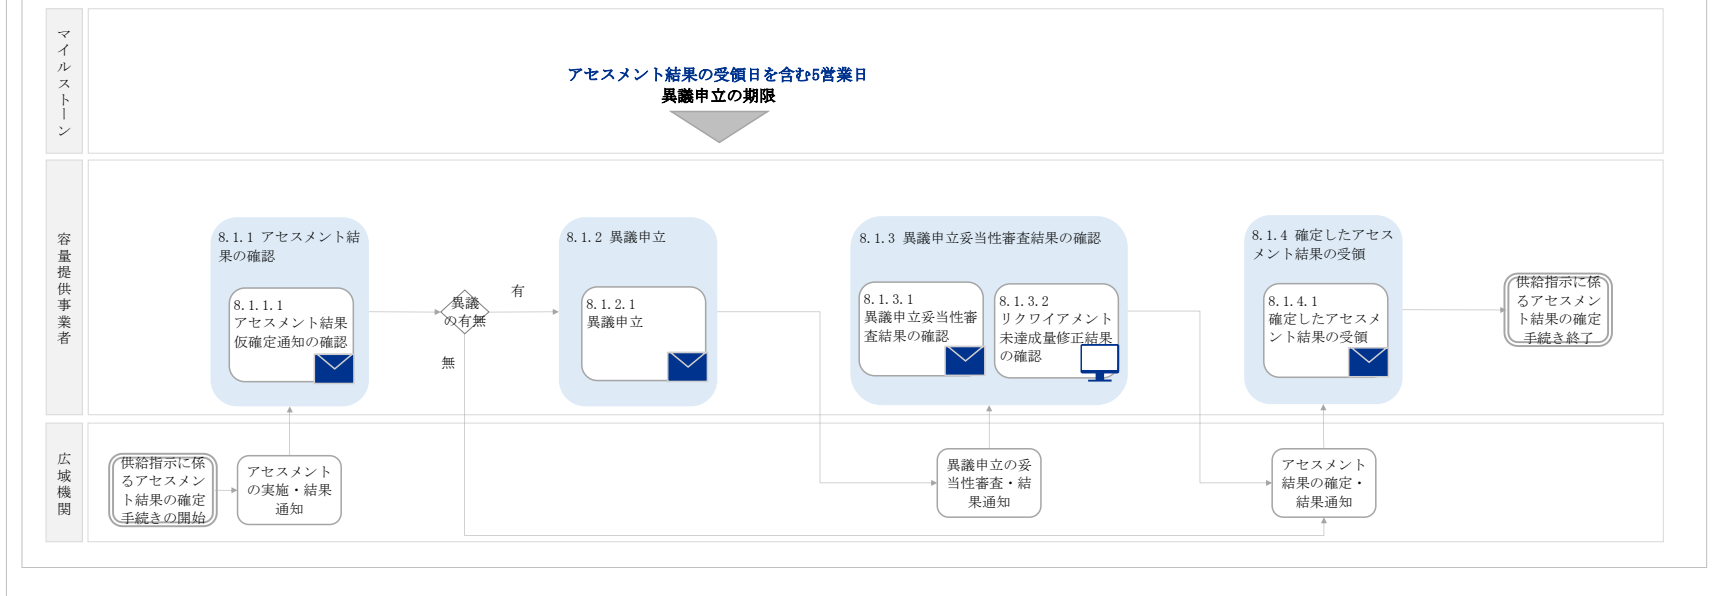 マイルストーン
アセスメント結果の受領日を含む5営業日
異議申立の期限
容量提供事業者
8.1.1 アセスメント結
果の確認
8.1.1.1
アセスメント結果
仮確定通知の確認
異議
の有無
有
無
8.1.2 異議申立
8.1.2.1
異議申立
8.1.3 異議申立妥当性審査結果の確認
8.1.3.1
異議申立妥当性審
査結果の確認
8.1.3.2
リクワイアメント
未達成量修正結果
の確認
8.1.4 確定したアセス
メント結果の受領
8.1.4.1
確定したアセスメ
ント結果の受領
供給指示に係
るアセスメン
ト結果の確定
手続き終了
広域機関
供給指示に係
るアセスメン
ト結果の確定
手続きの開始
アセスメント
の実施・結果
通知
異議申立の妥
当性審査・結
果通知
アセスメント
結果の確定・
結果通知